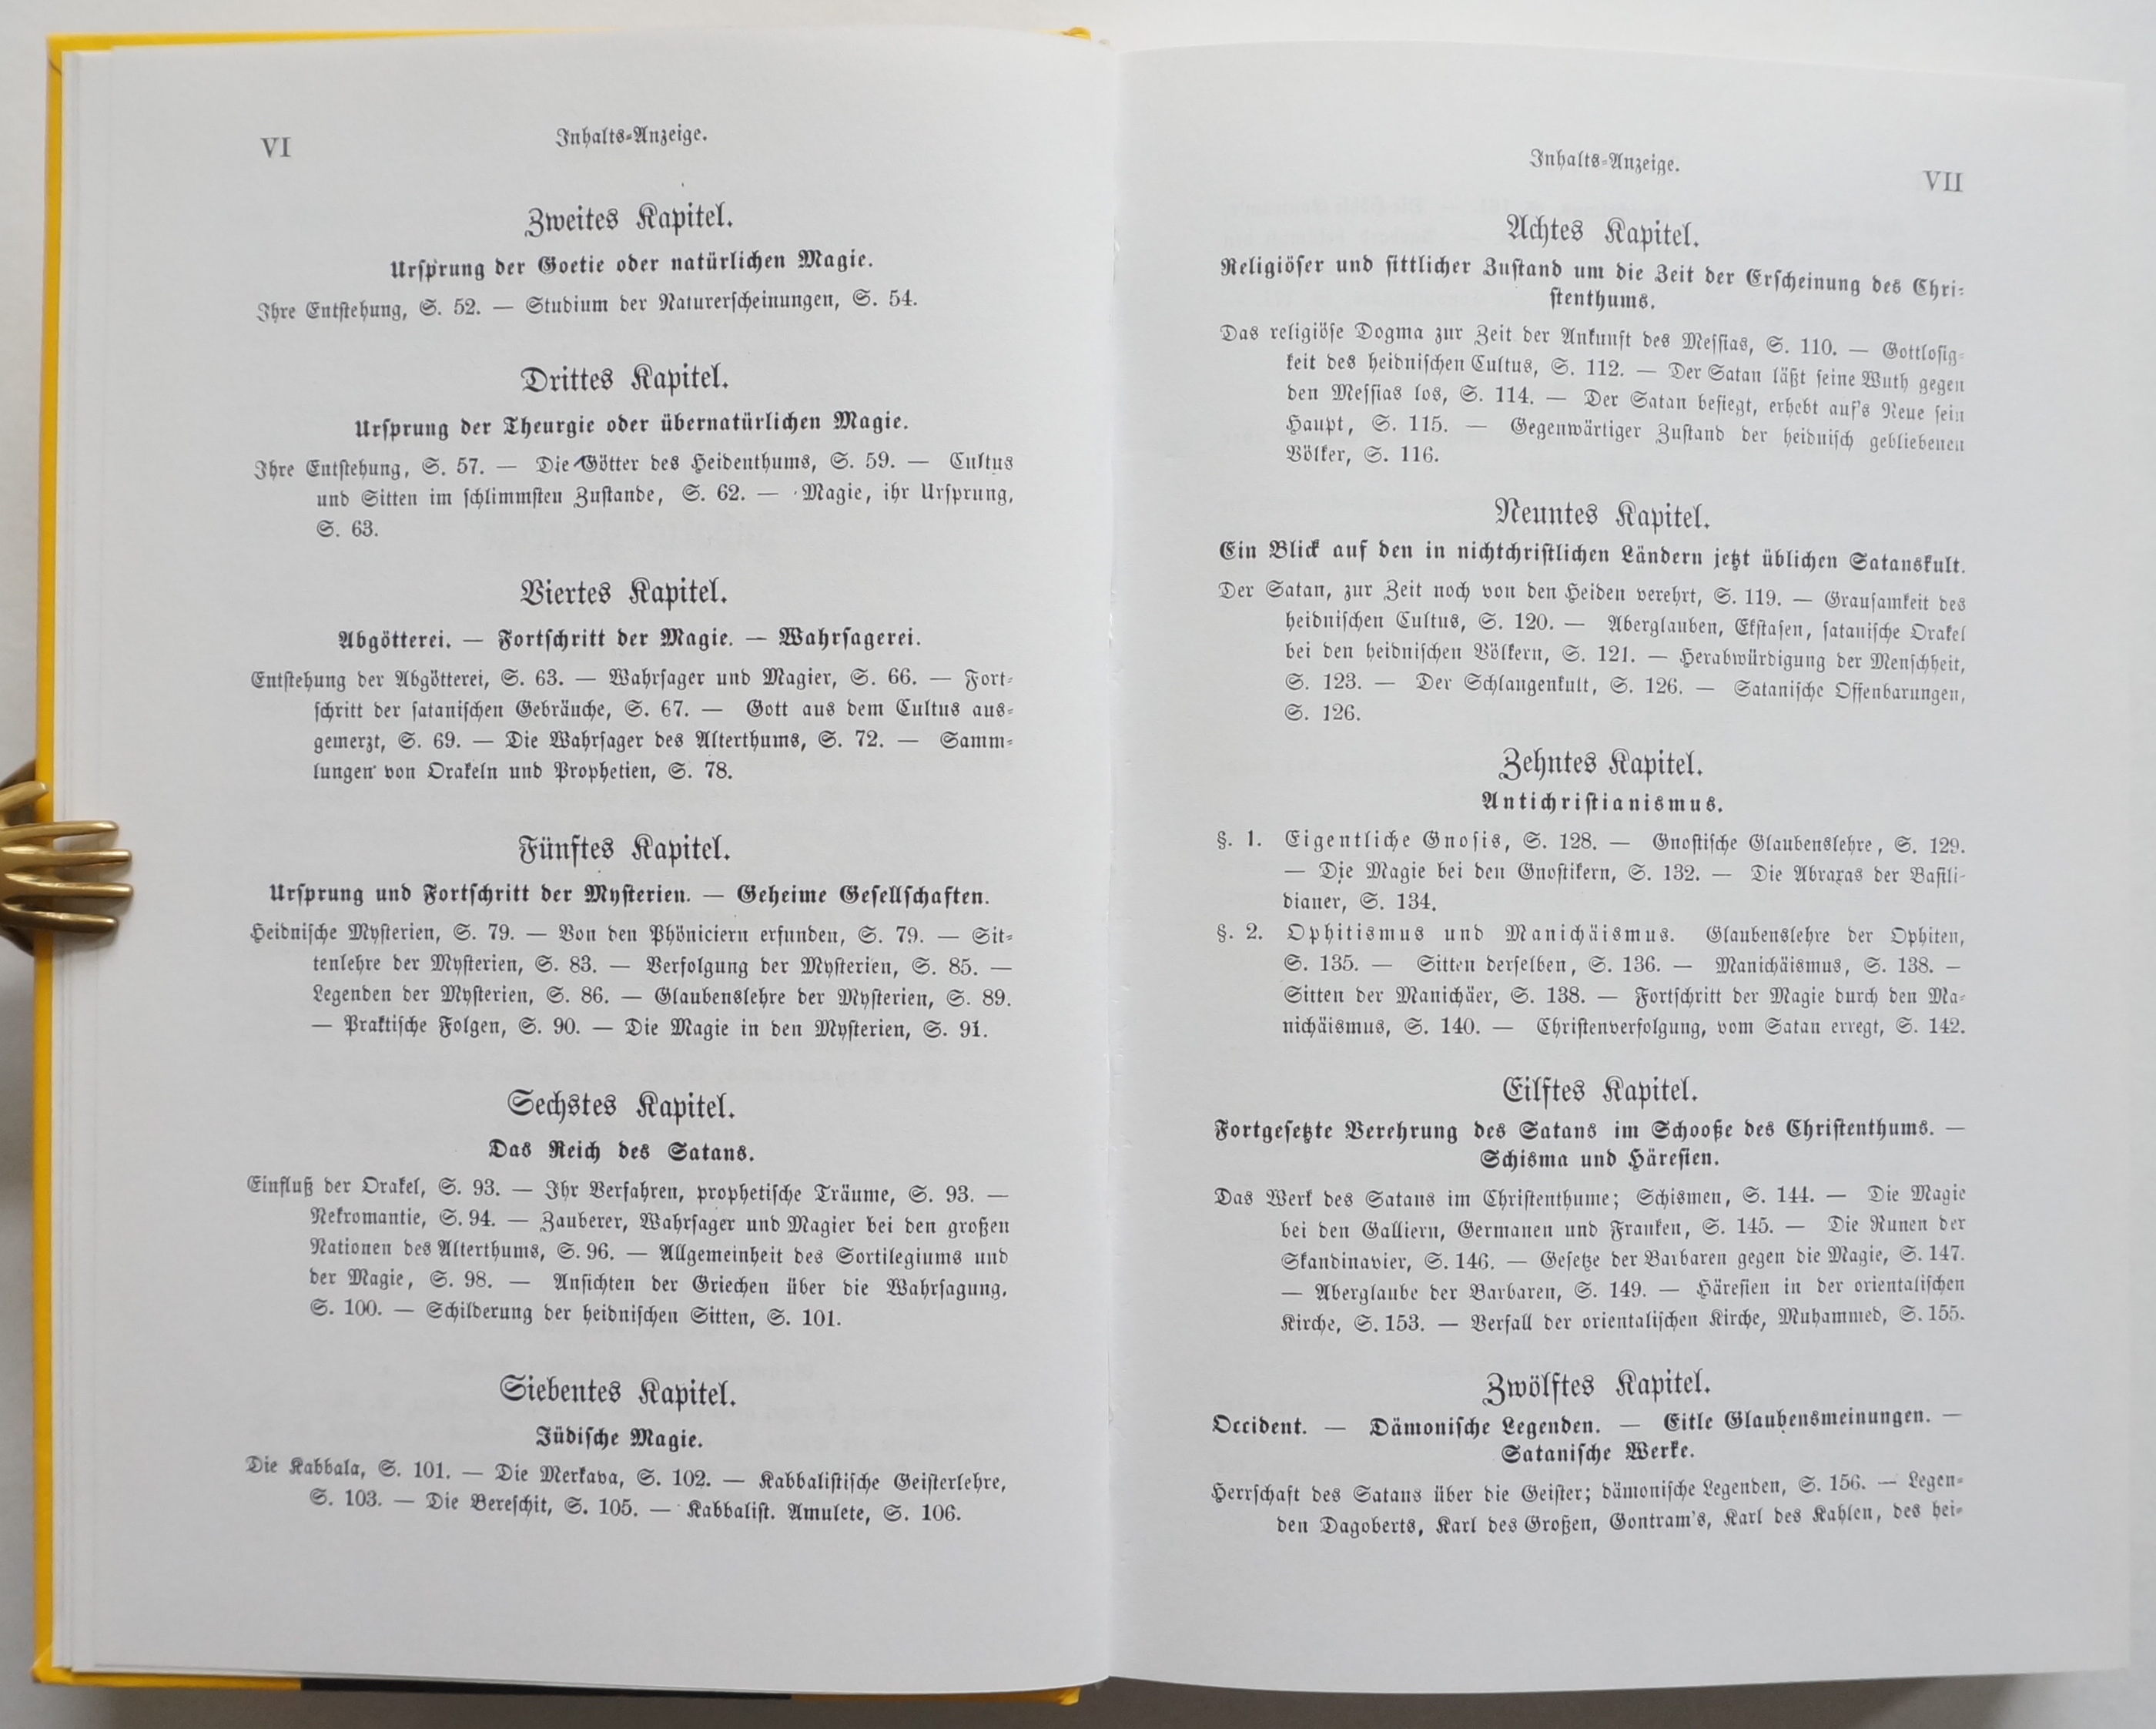 VI
Inhalts-Anzeige.
Zweites Kapitel.
Ursprung der Goetie oder natürlichen Magie.
Ihre Entstehung, S. 52. — Studium der Naturerscheinungen, S. 54.
Drittes Kapitel.
Ursprung der Theurgie oder übernatürlichen Magie.
Ihre Entstehung, S. 57. — Die Götter des Heidenthums, S. 59. — Cultus
und Sitten im schlimmsten Zustande, S. 62. — Magie, ihr Ursprung,
S. 63.
Viertes Kapitel.
Abgötterei. — Fortschritt der Magie. — Wahrsagerei.
Entstehung der Abgötterei, S. 63. — Wahrsager und Magier, S. 66. — Fort-
schritt der satanischen Gebräuche, S. 67. — Gott aus dem Cultus aus-
gemerzt, S. 69. — Die Wahrsager des Alterthums, S. 72. — Samm-
lungen von Orakeln und Prophetien, S. 78.
Fünftes Kapitel.
Ursprung und Fortschritt der Mysterien. — Geheime Gesellschaften.
Heidnische Mysterien, S. 79. — Von den Phöniciern erfunden, S. 79. — Sit-
tenlehre der Mysterien, S. 83. — Verfolgung der Mysterien, S. 85. —
Legenden der Mysterien, S. 86. — Glaubenslehre der Mysterien, S. 89.
— Praktische Folgen, S. 90. — Die Magie in den Mysterien, S. 91.
Sechstes Kapitel.
Das Reich des Satans.
Einfluß der Orakel, S. 93. — Ihr Verfahren, prophetische Träume, S. 93. —
Nekromantie, S. 94. — Zauberer, Wahrsager und Magier bei den großen
Nationen des Alterthums, S. 96. — Allgemeinheit des Sortilegiums und
der Magie, S. 98. — Ansichten der Griechen über die Wahrsagung,
S. 100. — Schilderung der heidnischen Sitten, S. 101.
Siebentes Kapitel.
Jüdische Magie.
Die Kabbala, S. 101. — Die Merkava, S. 102. — Kabbalistische Geisterlehre,
S. 103. — Die Bereschit, S. 105. — Kabbalist. Amulete, S. 106.
Inhalts-Anzeige.
VII
Achtes Kapitel.
Religiöser und sittlicher Zustand um die Zeit der Erscheinung des Chri-
stenthums.
Das religiöse Dogma zur Zeit der Ankunft des Messias, S. 110. — Gottlosig-
keit des heidnischen Cultus, S. 112. — Der Satan läßt seine Wuth gegen
den Messias los, S. 114. — Der Satan besiegt, erhebt auf's Neue sein
Haupt, S. 115. — Gegenwärtiger Zustand der heidnisch gebliebenen
Völker, S. 116.
Neuntes Kapitel.
Ein Blick auf den in nichtchristlichen Ländern jetzt üblichen Satanskult.
Der Satan, zur Zeit noch von den Heiden verehrt, S. 119. — Grausamkeit des
heidnischen Cultus, S. 120. — Aberglauben, Ekstasen, satanische Orakel
bei den heidnischen Völkern, S. 121. — Herabwürdigung der Menschheit,
S. 123. — Der Schlangenkult, S. 126. — Satanische Offenbarungen,
S. 126.
Zehntes Kapitel.
Antichristianismus.
§. 1. Eigentliche Gnosis, S. 128. — Gnostische Glaubenslehre, S. 129.
— Die Magie bei den Gnostikern, S. 132. — Die Abraxas der Basili-
dianer, S. 134.
§. 2. Ophitismus und Manichäismus. Glaubenslehre der Ophiten,
S. 135. — Sitten derselben, S. 136. — Manichäismus, S. 138. —
Sitten der Manichäer, S. 138. — Fortschritt der Magie durch den Ma-
nichäismus, S. 140. — Christenverfolgung, vom Satan erregt, S. 142.
Eilftes Kapitel.
Fortgesetzte Verehrung des Satans im Schooße des Christenthums. —
Schisma und Häresien.
Das Werk des Satans im Christenthume; Schismen, S. 144. — Die Magie
bei den Galliern, Germanen und Franken, S. 145. — Die Runen der
Skandinavier, S. 146. — Gesetze der Barbaren gegen die Magie, S. 147.
— Aberglaube der Barbaren, S. 149. — Häresien in der orientalischen
Kirche, S. 153. — Verfall der orientalischen Kirche, Muhammed, S. 155.
Zwölftes Kapitel.
Occident. — Dämonische Legenden. — Eitle Glaubensmeinungen. —
Satanische Werke.
Herrschaft des Satans über die Geister; dämonische Legenden, S. 156. — Legen-
den Dagoberts, Karl des Großen, Gontram's, Karl des Kahlen, des hei-